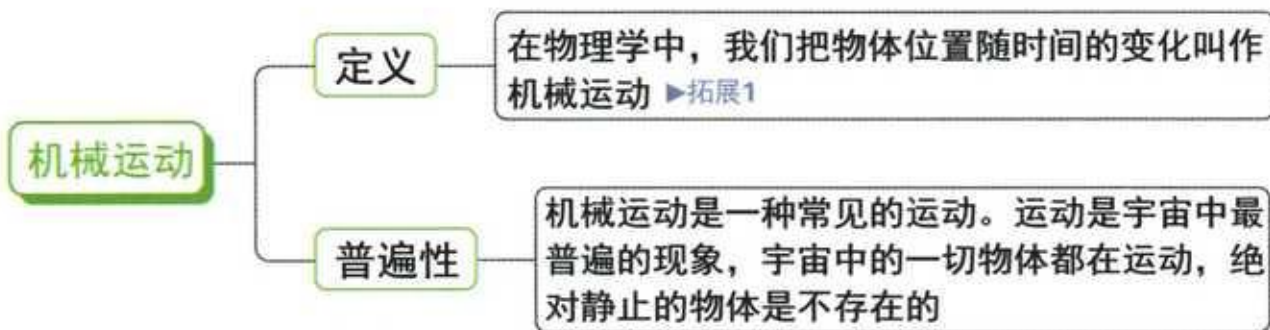 定义
在物理学中，我们把物体位置随时间的变化叫作
机械运动 ▶拓展1
机械运动
普遍性
机械运动是一种常见的运动。运动是宇宙中最
普遍的现象，宇宙中的一切物体都在运动，绝
对静止的物体是不存在的